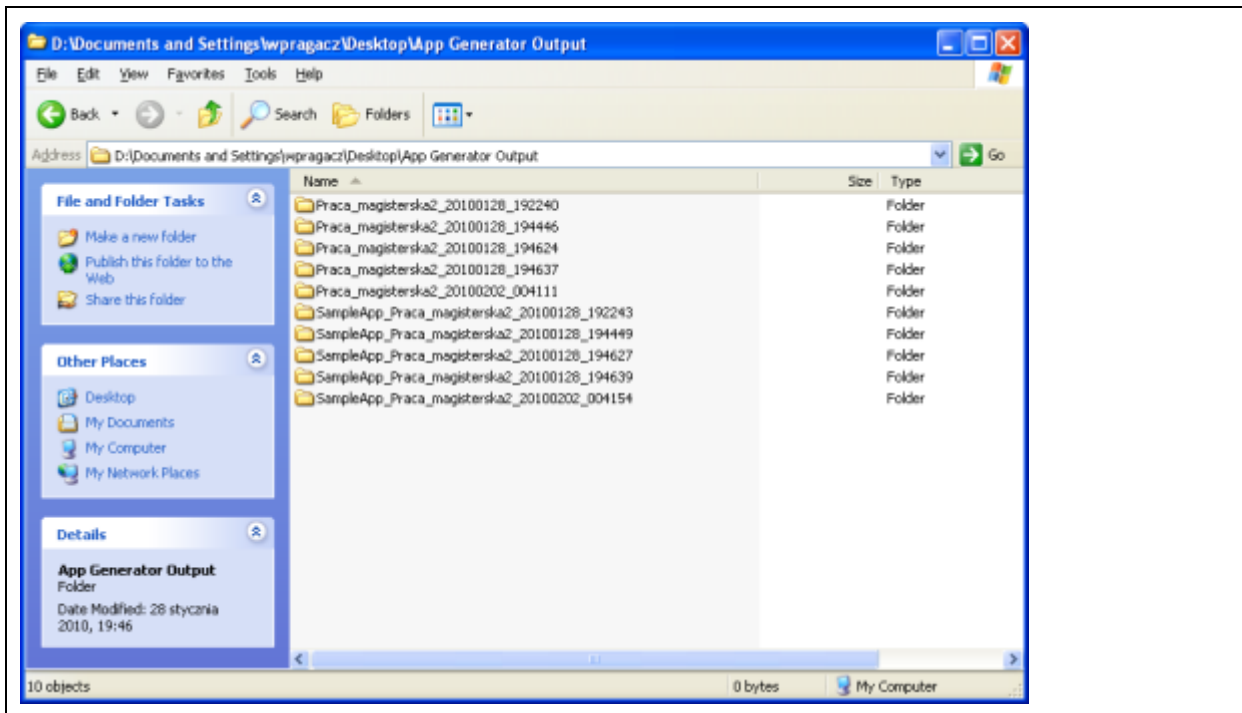 D:\Documents and Settings\wpragacz\Desktop\App Generator Output
File Edit View Favorites Tools Help
Back Search Folders
Address D:\Documents and Settings\wpragacz\Desktop\App Generator Output Go
Name Size Type
File and Folder Tasks
Make a new folder
Publish this folder to the
Web
Share this folder
Other Places
Desktop
My Documents
My Computer
My Network Places
Details
App Generator Output
Folder
Date Modified: 28 stycznia
2010, 19:46
Praca_magisterska2_20100128_192240 Folder
Praca_magisterska2_20100128_194446 Folder
Praca_magisterska2_20100128_194624 Folder
Praca_magisterska2_20100128_194637 Folder
Praca_magisterska2_20100202_004111 Folder
SampleApp_Praca_magisterska2_20100128_192243 Folder
SampleApp_Praca_magisterska2_20100128_194449 Folder
SampleApp_Praca_magisterska2_20100128_194627 Folder
SampleApp_Praca_magisterska2_20100128_194639 Folder
SampleApp_Praca_magisterska2_20100202_004154 Folder
10 objects 0 bytes My Computer